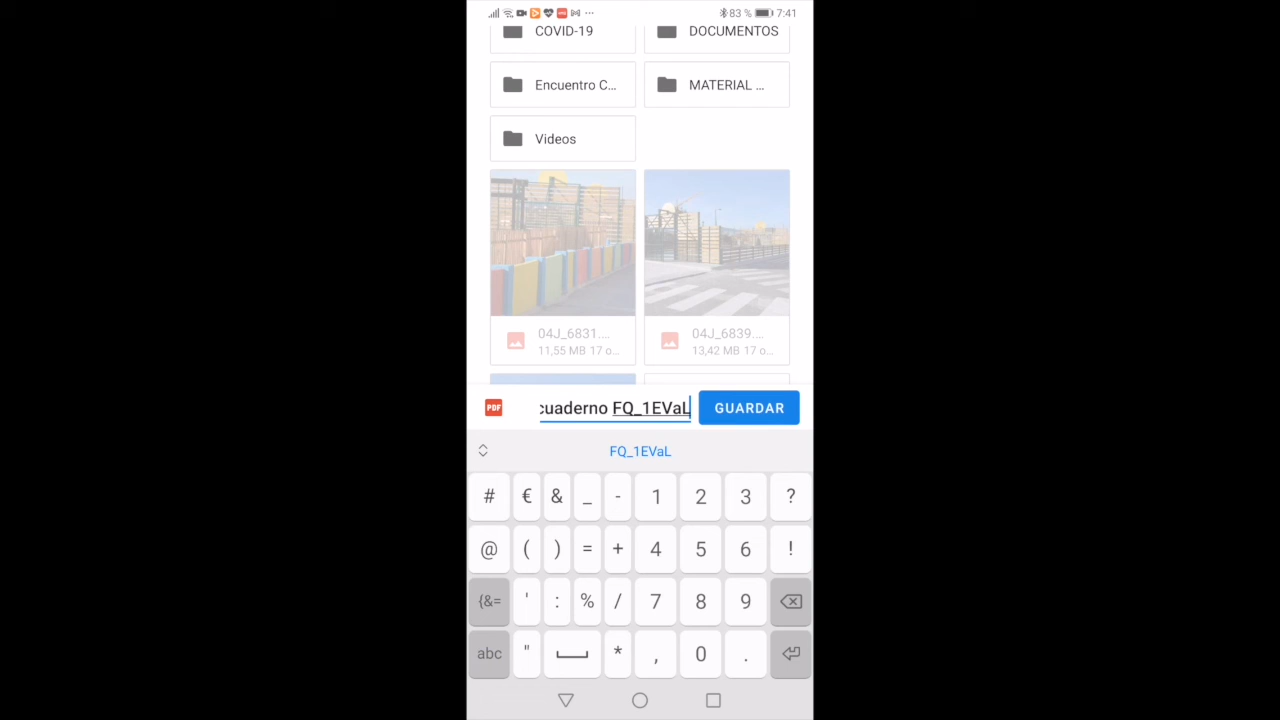 83 % 7:41
COVID-19 DOCUMENTOS
Encuentro C... MATERIAL ...
Videos
04J_6831.... 04J_6839....
11,55 MB 17 o... 13,42 MB 17 o...
PDF cuaderno FQ_1EVaL GUARDAR
FQ_1EVaL
# € & _ - 1 2 3 ?
@ ( ) = + 4 5 6 !
{&= ' : % / 7 8 9
abc " * , 0 .